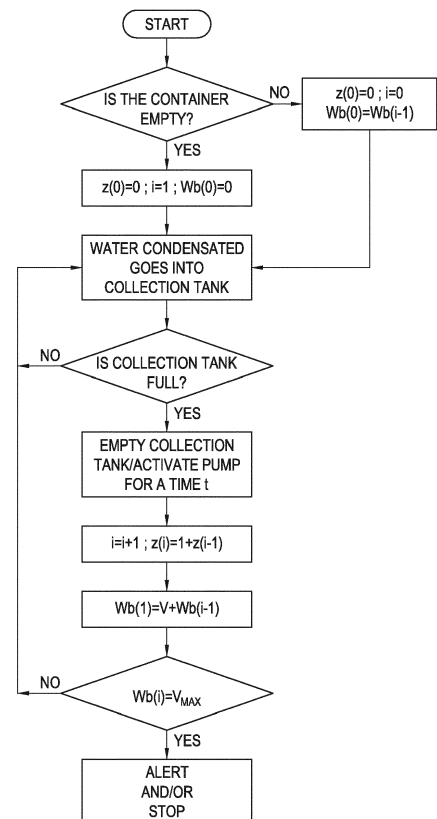 START
IS THE CONTAINER
EMPTY?
NO
z(0)=0 ; i=0
Wb(0)=Wb(i-1)
YES
z(0)=0 ; i=1 ; Wb(0)=0
WATER CONDENSATED
GOES INTO
COLLECTION TANK
NO
IS COLLECTION TANK
FULL?
YES
EMPTY COLLECTION
TANK/ACTIVATE PUMP
FOR A TIME t
i=i+1 ; z(i)=1+z(i-1)
Wb(1)=V+Wb(i-1)
NO
Wb(i)=VMAX
YES
ALERT
AND/OR
STOP